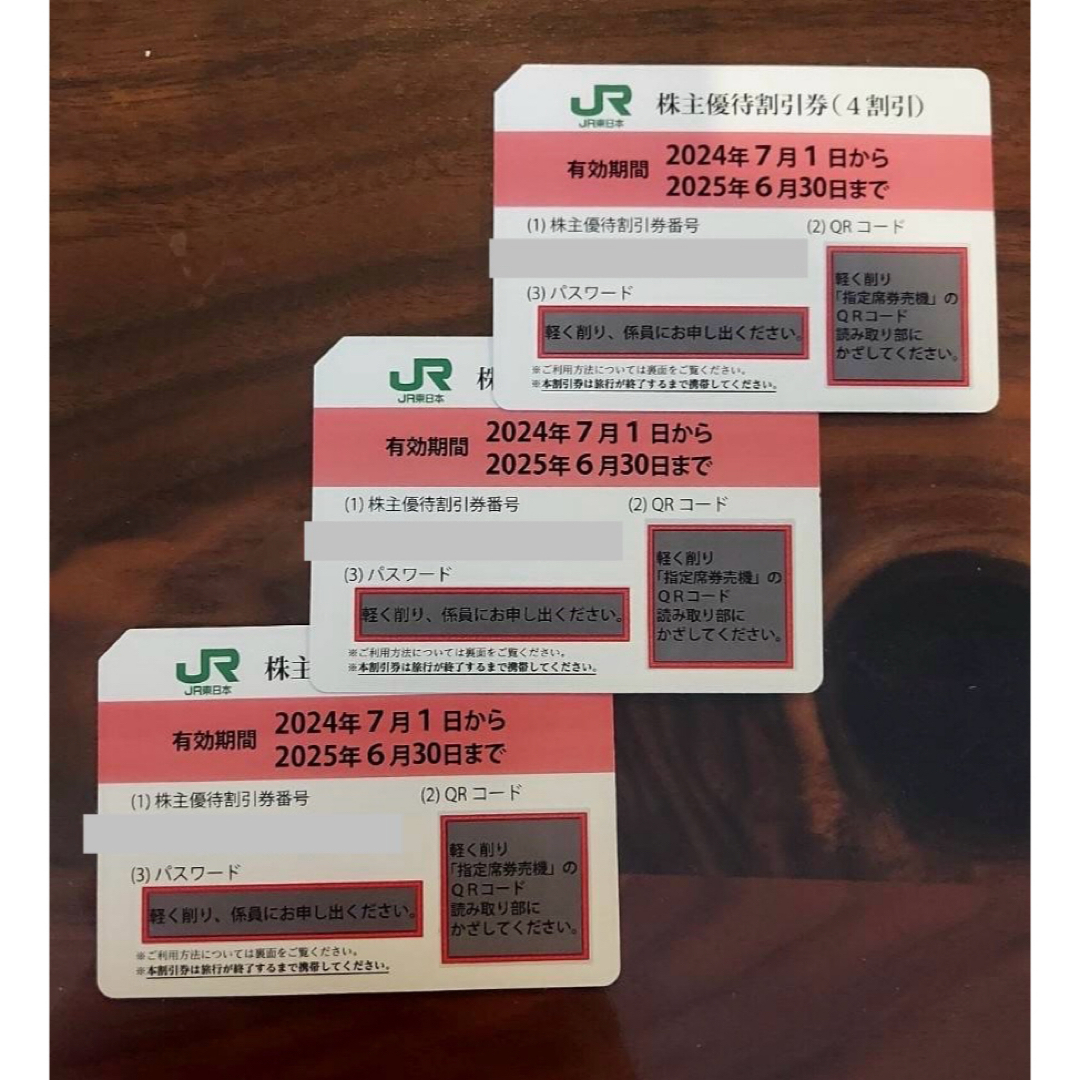 JR
JR東日本
株主優待割引券(4割引)
有効期間
2024年7月1日から
2025年6月30日まで
(1) 株主優待割引券番号
(2) QRコード
軽く削り
「指定席券売機」の
QRコード
読み取り部に
かざしてください。
(3) パスワード
軽く削り、係員にお申し出ください。
※ご利用方法については裏面をご覧ください。
※本割引券は旅行が終了するまで携帯してください。
JR
JR東日本
株
有効期間
2024年7月1日から
2025年6月30日まで
(1) 株主優待割引券番号
(2) QRコード
軽く削り
「指定席券売機」の
QRコード
読み取り部に
かざしてください。
(3) パスワード
軽く削り、係員にお申し出ください。
※ご利用方法については裏面をご覧ください。
※本割引券は旅行が終了するまで携帯してください。
JR
JR東日本
株主
有効期間
2024年7月1日から
2025年6月30日まで
(1) 株主優待割引券番号
(2) QRコード
軽く削り
「指定席券売機」の
QRコード
読み取り部に
かざしてください。
(3) パスワード
軽く削り、係員にお申し出ください。
※ご利用方法については裏面をご覧ください。
※本割引券は旅行が終了するまで携帯してください。